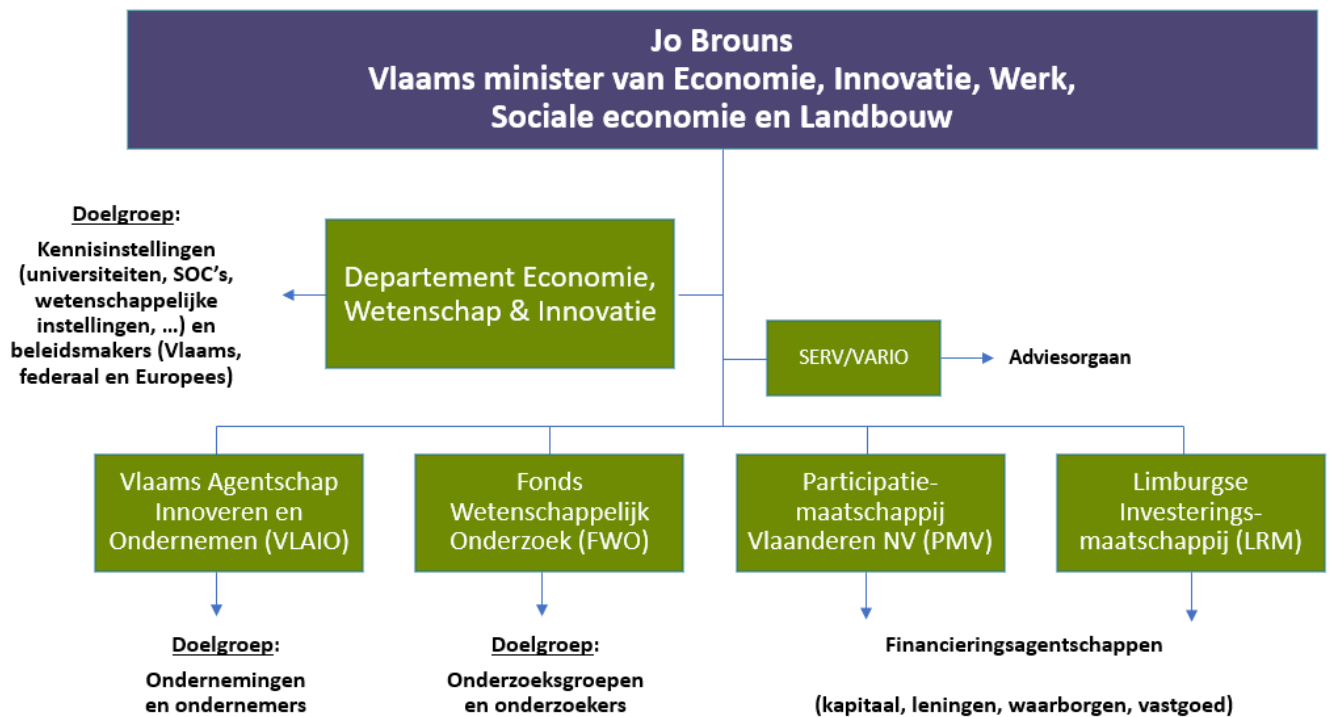 Jo Brouns
Vlaams minister van Economie, Innovatie, Werk,
Sociale economie en Landbouw
Doelgroep:
Kennisinstellingen
(universiteiten, SOC's,
wetenschappelijke
instellingen, ...) en
beleidsmakers (Vlaams,
federaal en Europees)
Departement Economie,
Wetenschap & Innovatie
SERV/VARIO
Adviesorgaan
Vlaams Agentschap
Innoveren en
Ondernemen (VLAIO)
Fonds
Wetenschappelijk
Onderzoek (FWO)
Participatie-
maatschappij
Vlaanderen NV (PMV)
Limburgse
Investerings-
maatschappij (LRM)
Doelgroep:
Ondernemingen
en ondernemers
Doelgroep:
Onderzoeksgroepen
en onderzoekers
Financieringsagentschappen
(kapitaal, leningen, waarborgen, vastgoed)